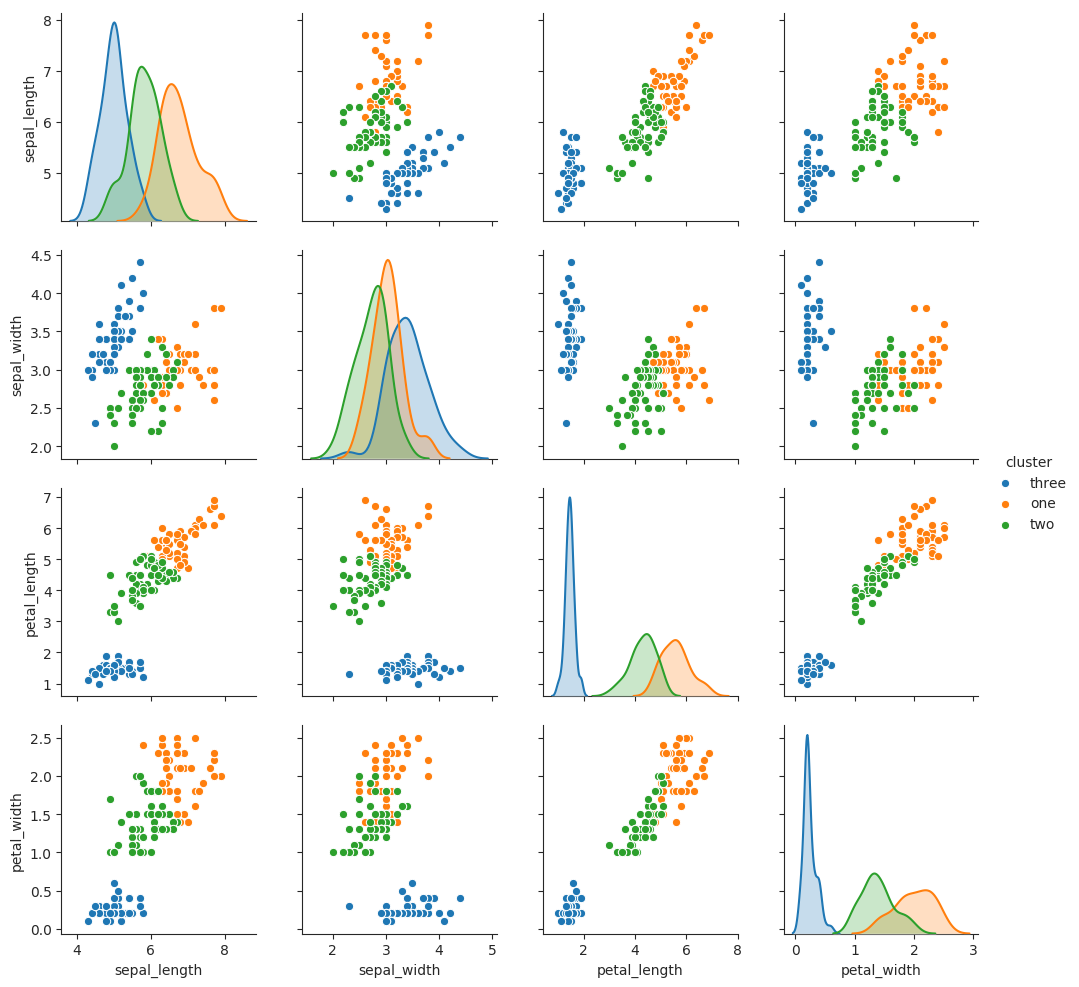 8
7
6
5
sepal_length
4.5
4.0
3.5
3.0
2.5
2.0
sepal_width
cluster
three
one
two
7
6
5
4
3
2
1
petal_length
2.5
2.0
1.5
1.0
0.5
0.0
petal_width
4 6 8 2 3 4 5 2 4 6 8 0 1 2 3
sepal_length sepal_width petal_length petal_width